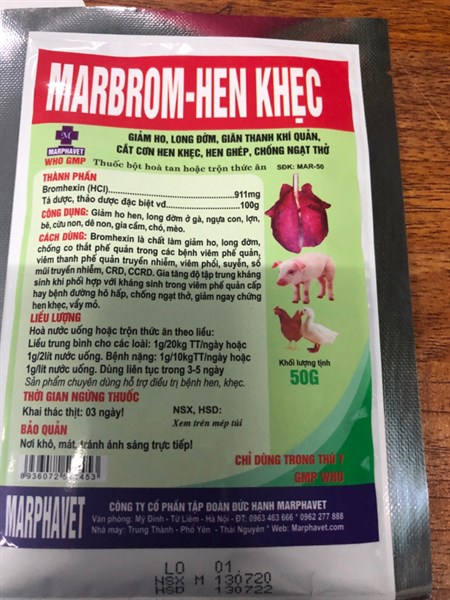 MARBROM-HEN KHẸC
GIẢM HO, LONG ĐỜM, GIÃN THANH KHÍ QUẢN,
CẮT CƠN HEN KHẸC, HEN GHÉP, CHỐNG NGẠT THỞ
MARPHAVET
WHO GMP
Thuốc bột hoà tan hoặc trộn thức ăn
SĐK: MAR-56
THÀNH PHẦN
Bromhexin (HCl)...911mg
Tá dược, thảo dược đặc biệt vđ...100g
CÔNG DỤNG: Giảm ho hen, long đờm ở gà, ngựa con, lợn,
bê, cừu non, dê non, gia cầm, chó, mèo.
CÁCH DÙNG: Bromhexin là chất làm giảm ho, long đờm,
chống co thắt phế quản trong các bệnh viêm phế quản,
viêm thanh phế quản truyền nhiễm, viêm phổi, suyễn, sổ
mũi truyền nhiễm, CRD, CCRD. Gia tăng độ tập trung kháng
sinh khi phối hợp với kháng sinh trong viêm phế quản cấp
hay bệnh đường hô hấp, chống ngạt thở, giảm ngay chứng
hen khẹc, vẩy mỏ.
LIỀU LƯỢNG
Hoà nước uống hoặc trộn thức ăn theo liều:
Liều trung bình cho các loài: 1g/20kg TT/ngày hoặc
1g/2lít nước uống. Bệnh nặng: 1g/10kgTT/ngày hoặc
1g/lít nước uống. Dùng liên tục trong 3-5 ngày
Sản phẩm chuyên dùng hỗ trợ điều trị bệnh hen, khẹc.
Khối lượng tịnh
50G
THỜI GIAN NGỪNG THUỐC
Khai thác thịt: 03 ngày!
NSX, HSD:
Xem trên mép túi
BẢO QUẢN
Nơi khô, mát, tránh ánh sáng trực tiếp!
CHỈ DÙNG TRONG THÚ Y
GMP WHO
MARPHAVET
CÔNG TY CỔ PHẦN TẬP ĐOÀN ĐỨC HẠNH MARPHAVET
Văn phòng: Mỹ Đình - Từ Liêm - Hà Nội - ĐT: 0963 463 666 * 0962 277 888
Nhà máy: Trung Thành - Phổ Yên - Thái Nguyên * Web: Marphavet.com
LO 01
NSX M 130720
HSD 130722